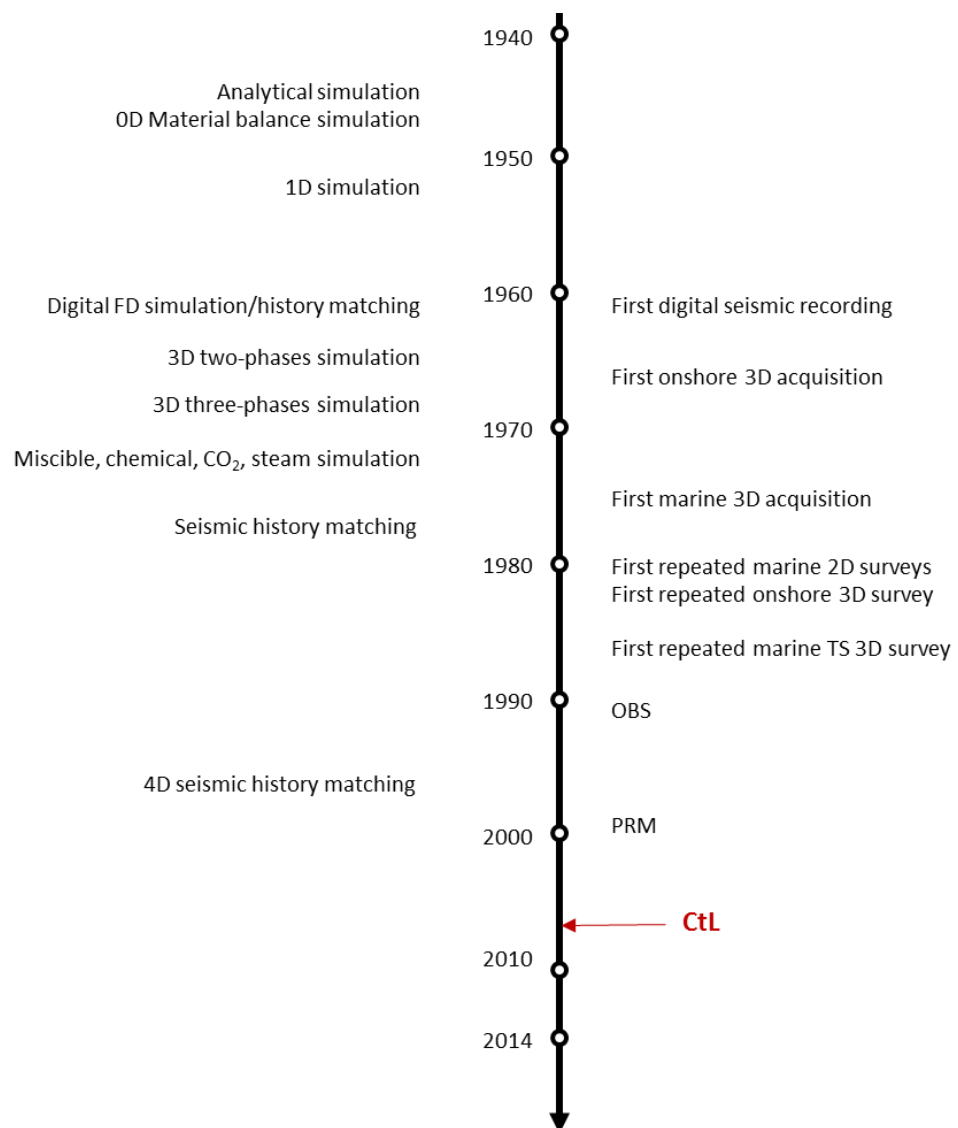 1940
Analytical simulation
0D Material balance simulation
1950
1D simulation
1960
Digital FD simulation/history matching
First digital seismic recording
3D two-phases simulation
First onshore 3D acquisition
3D three-phases simulation
1970
Miscible, chemical, CO₂, steam simulation
First marine 3D acquisition
Seismic history matching
1980
First repeated marine 2D surveys
First repeated onshore 3D survey
First repeated marine TS 3D survey
1990
OBS
4D seismic history matching
PRM
2000
CtL
2010
2014